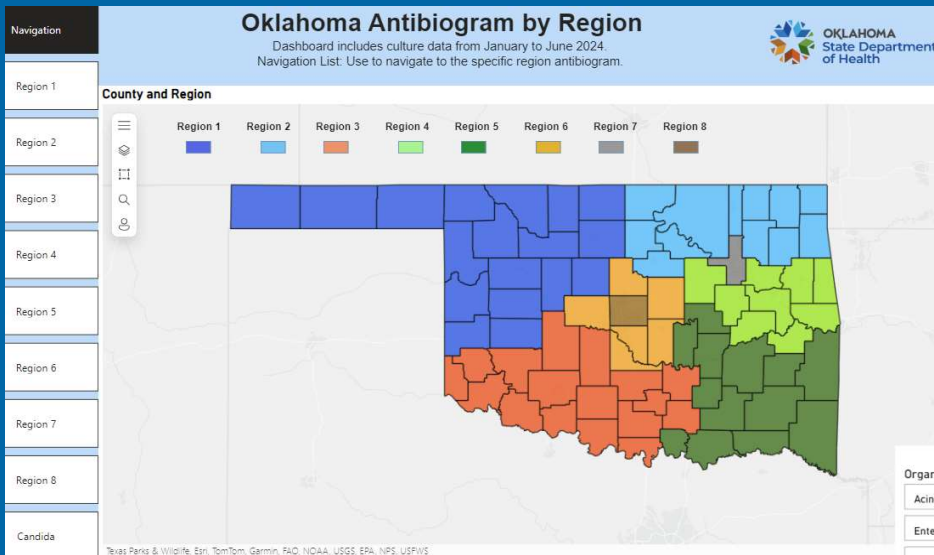 Navigation
Oklahoma Antibiogram by Region
Dashboard includes culture data from January to June 2024.
Navigation List: Use to navigate to the specific region antibiogram.
OKLAHOMA
State Department
of Health
Region 1
Region 2
Region 3
Region 4
Region 5
Region 6
Region 7
Region 8
Candida
County and Region
Region 1 Region 2 Region 3 Region 4 Region 5 Region 6 Region 7 Region 8
Organ
Acin
Ente
Texas Parks & Wildlife, Esri, TomTom, Garmin, FAO, NOAA, USGS, EPA, NPS, USFWS